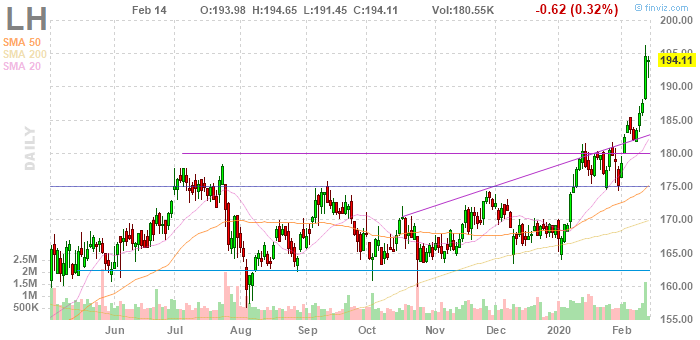 LH Feb 14 O:193.98 H:194.65 L:191.45 C:194.11 Vol:180.55K -0.62 (0.32%)
© finviz.com
SMA 50
SMA 200
SMA 20
DAILY
200.00
195.00
194.11
190.00
185.00
180.00
175.00
170.00
165.00
160.00
155.00
2.5M
2M
1.5M
1M
500K
Jun Jul Aug Sep Oct Nov Dec 2020 Feb